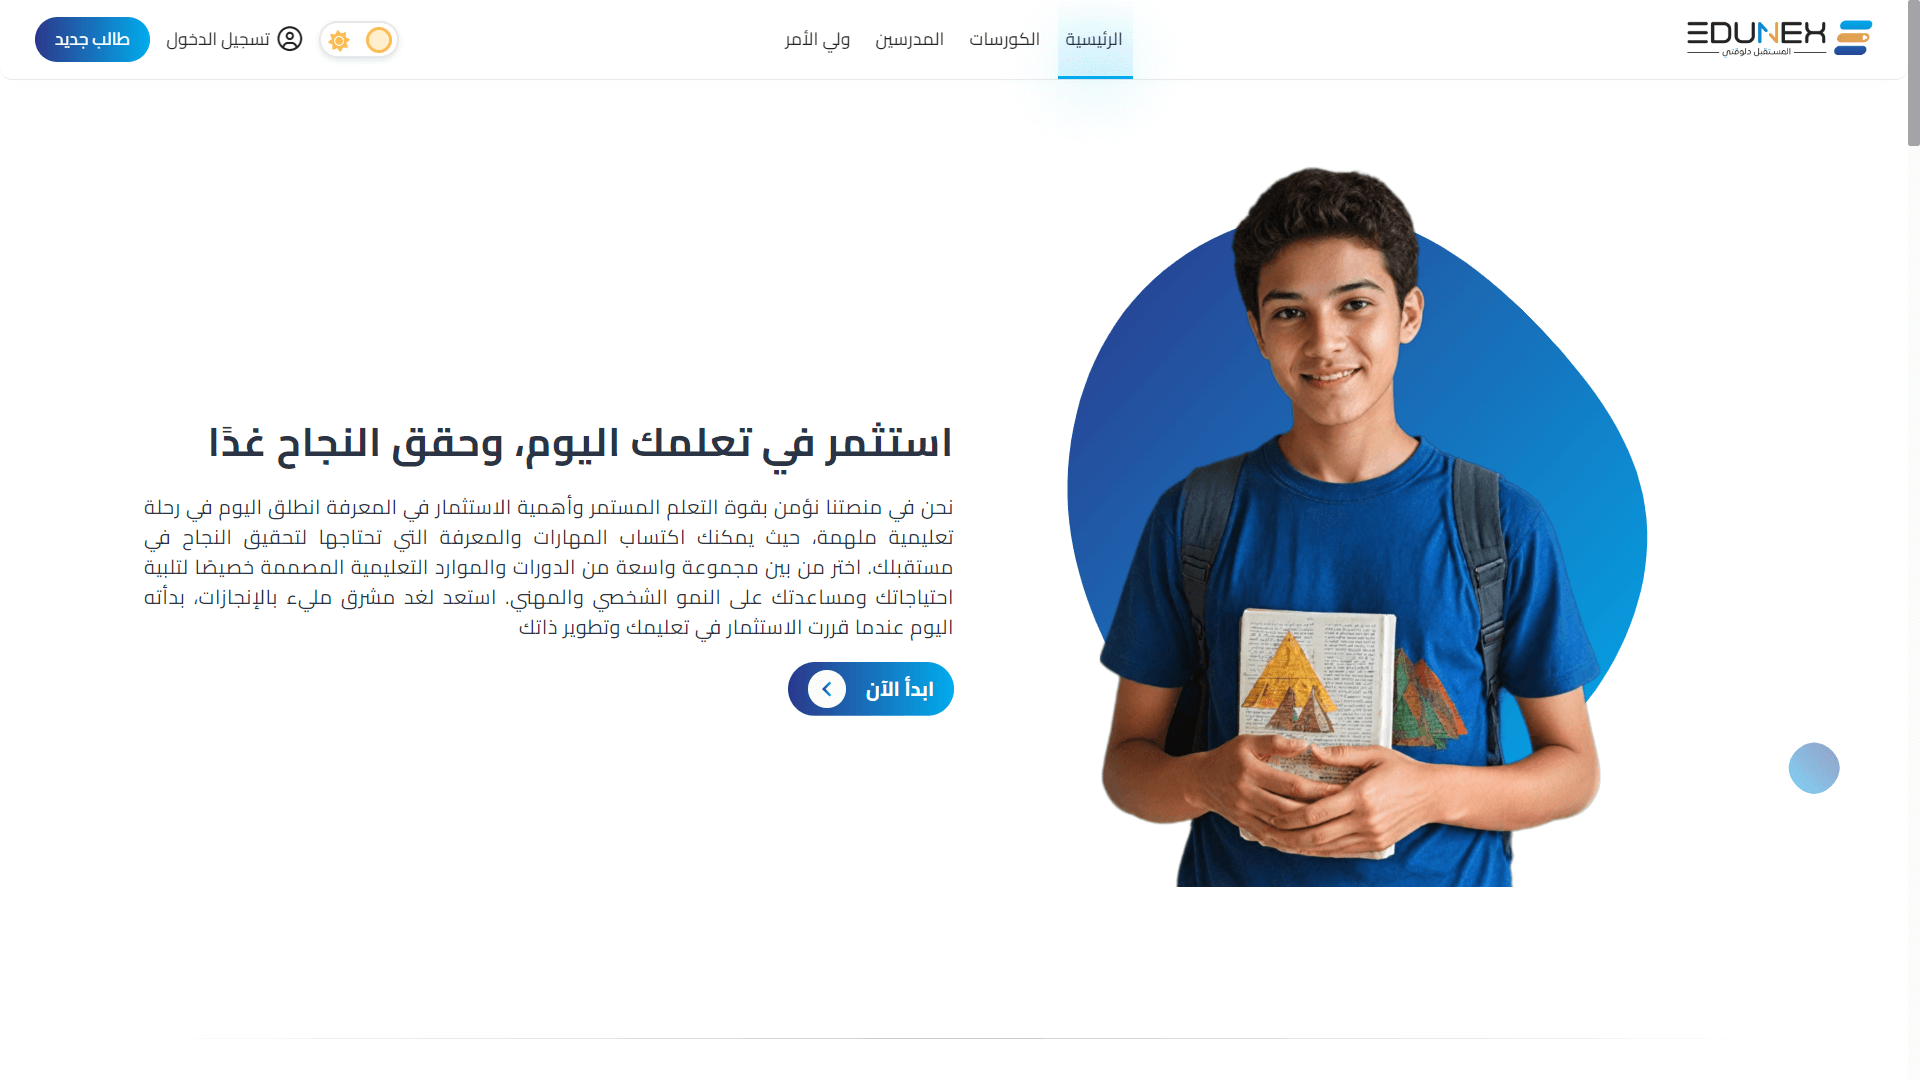 EDUNEX
المستقبل دلوقتي
الرئيسية
الكورسات
المدرسين
ولي الأمر
تسجيل الدخول
طالب جديد
استثمر في تعلمك اليوم، وحقق النجاح غدًا
نحن في منصتنا نؤمن بقوة التعلم المستمر وأهمية الاستثمار في المعرفة انطلق اليوم في رحلة
تعليمية ملهمة، حيث يمكنك اكتساب المهارات والمعرفة التي تحتاجها لتحقيق النجاح في
مستقبلك. اختر من بين مجموعة واسعة من الدورات والموارد التعليمية المصممة خصيصًا لتلبية
احتياجاتك ومساعدتك على النمو الشخصي والمهني. استعد لغد مشرق مليء بالإنجازات، بدأته
اليوم عندما قررت الاستثمار في تعليمك وتطوير ذاتك
ابدأ الآن